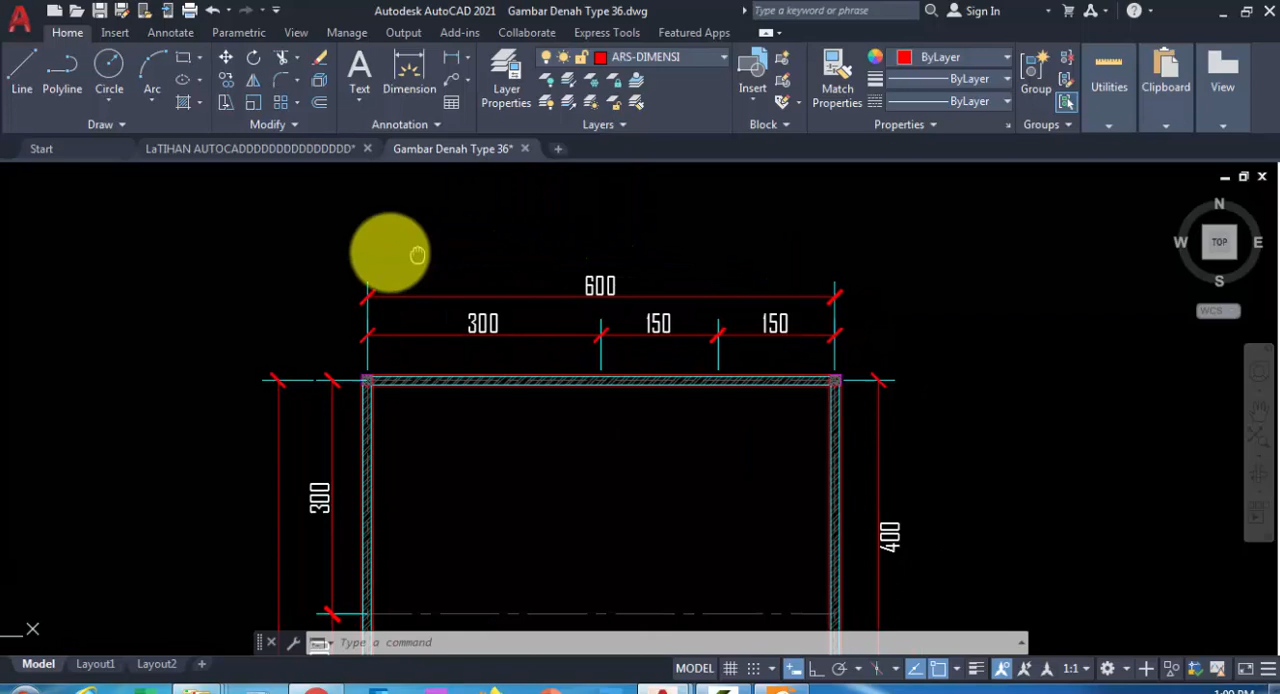 Autodesk AutoCAD 2021 Gambar Denah Type 36.dwg
Type a keyword or phrase
Sign In
Home Insert Annotate Parametric View Manage Output Add-ins Collaborate Express Tools Featured Apps
ARS-DIMENSI
ByLayer
ByLayer
ByLayer
Line Polyline Circle Arc Text Dimension Layer Properties Insert Match Properties Group Utilities Clipboard View
Draw Modify Annotation Layers Block Properties Groups
Start LaTIHAN AUTOCADDDDDDDDDDDDDDD* Gambar Denah Type 36*
N
W TOP E
S
WCS
600
300 150 150
300
400
X
Type a command
Model Layout1 Layout2 MODEL 1:1